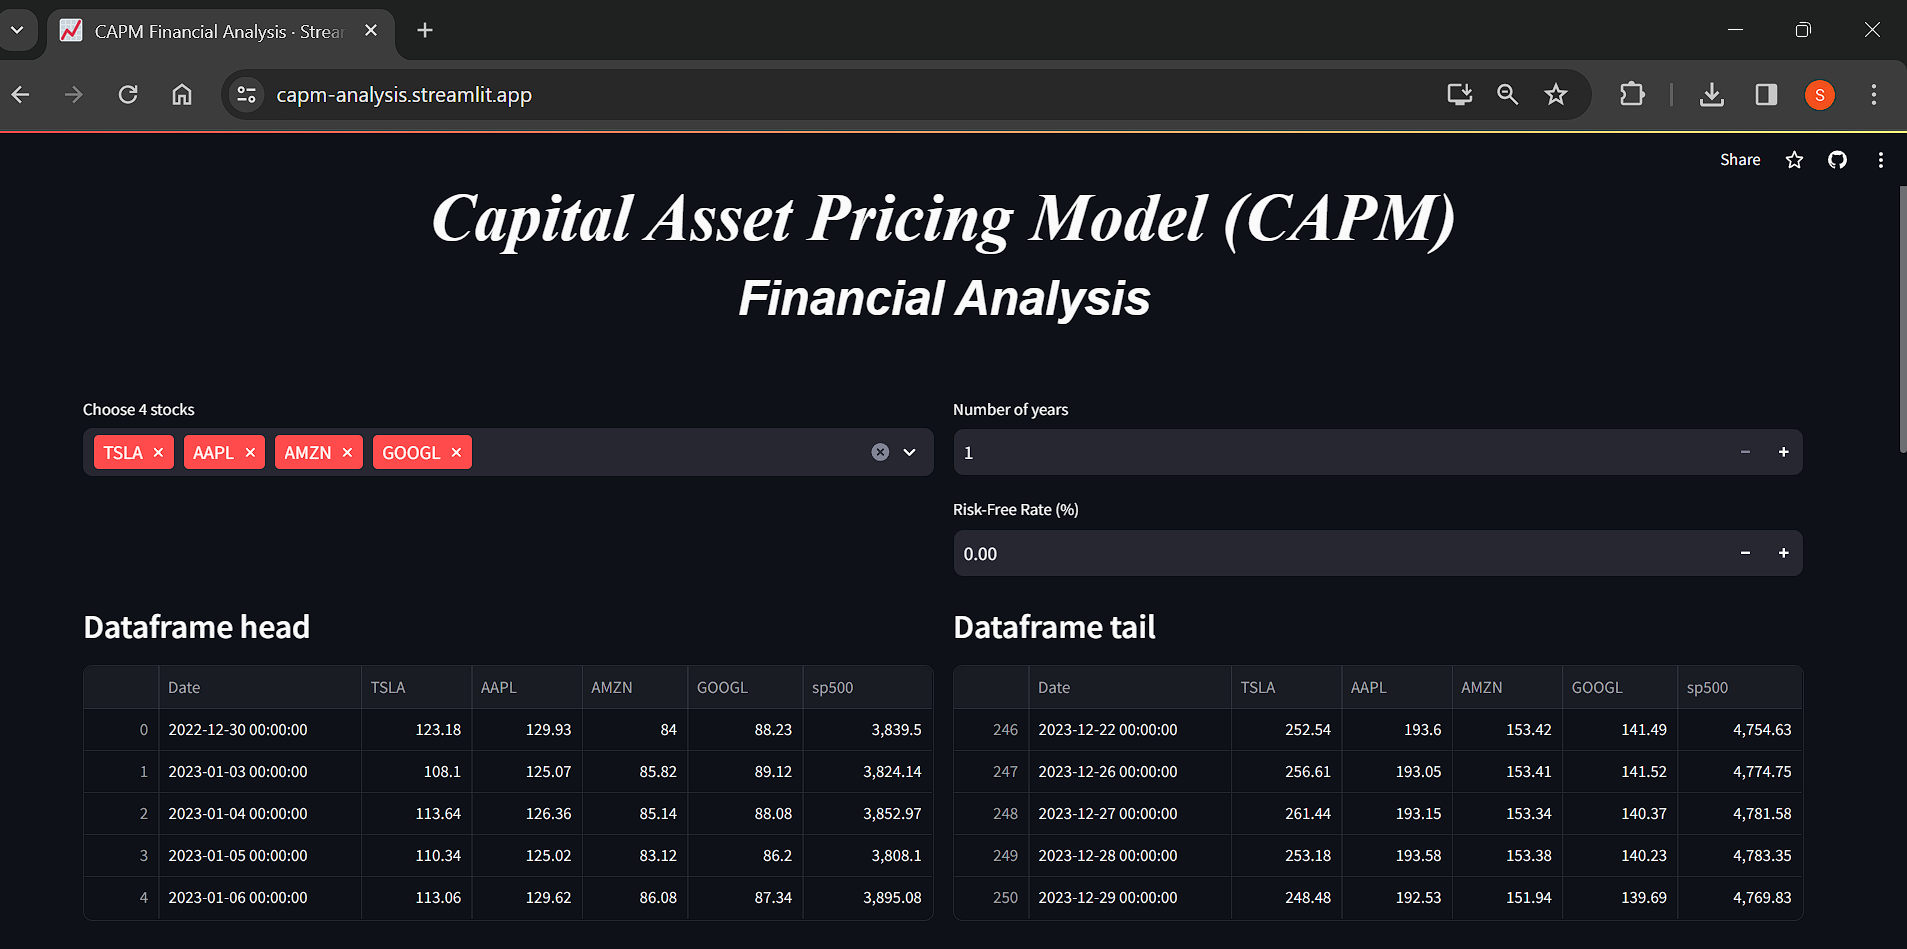 CAPM Financial Analysis · Strea
capm-analysis.streamlit.app
S
Share
Capital Asset Pricing Model (CAPM)
Financial Analysis
Choose 4 stocks
Number of years
TSLA AAPL AMZN GOOGL
1
Risk-Free Rate (%)
0.00
Dataframe head
Date TSLA AAPL AMZN GOOGL sp500
0 2022-12-30 00:00:00 123.18 129.93 84 88.23 3,839.5
1 2023-01-03 00:00:00 108.1 125.07 85.82 89.12 3,824.14
2 2023-01-04 00:00:00 113.64 126.36 85.14 88.08 3,852.97
3 2023-01-05 00:00:00 110.34 125.02 83.12 86.2 3,808.1
4 2023-01-06 00:00:00 113.06 129.62 86.08 87.34 3,895.08
Dataframe tail
Date TSLA AAPL AMZN GOOGL sp500
246 2023-12-22 00:00:00 252.54 193.6 153.42 141.49 4,754.63
247 2023-12-26 00:00:00 256.61 193.05 153.41 141.52 4,774.75
248 2023-12-27 00:00:00 261.44 193.15 153.34 140.37 4,781.58
249 2023-12-28 00:00:00 253.18 193.58 153.38 140.23 4,783.35
250 2023-12-29 00:00:00 248.48 192.53 151.94 139.69 4,769.83